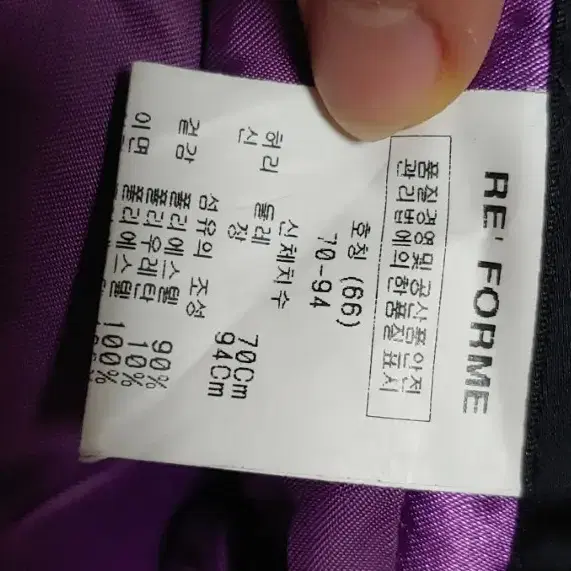 RE' FORME
품질경영및 공산품안전
관리법에의한품질표시
호칭 (66)
70-94
신체치수
허리 둘레 70Cm
신 장 94Cm
섬유의 조성
겉감 폴리에스텔 90%
폴리우레탄 10%
이면 폴리에스텔 100%